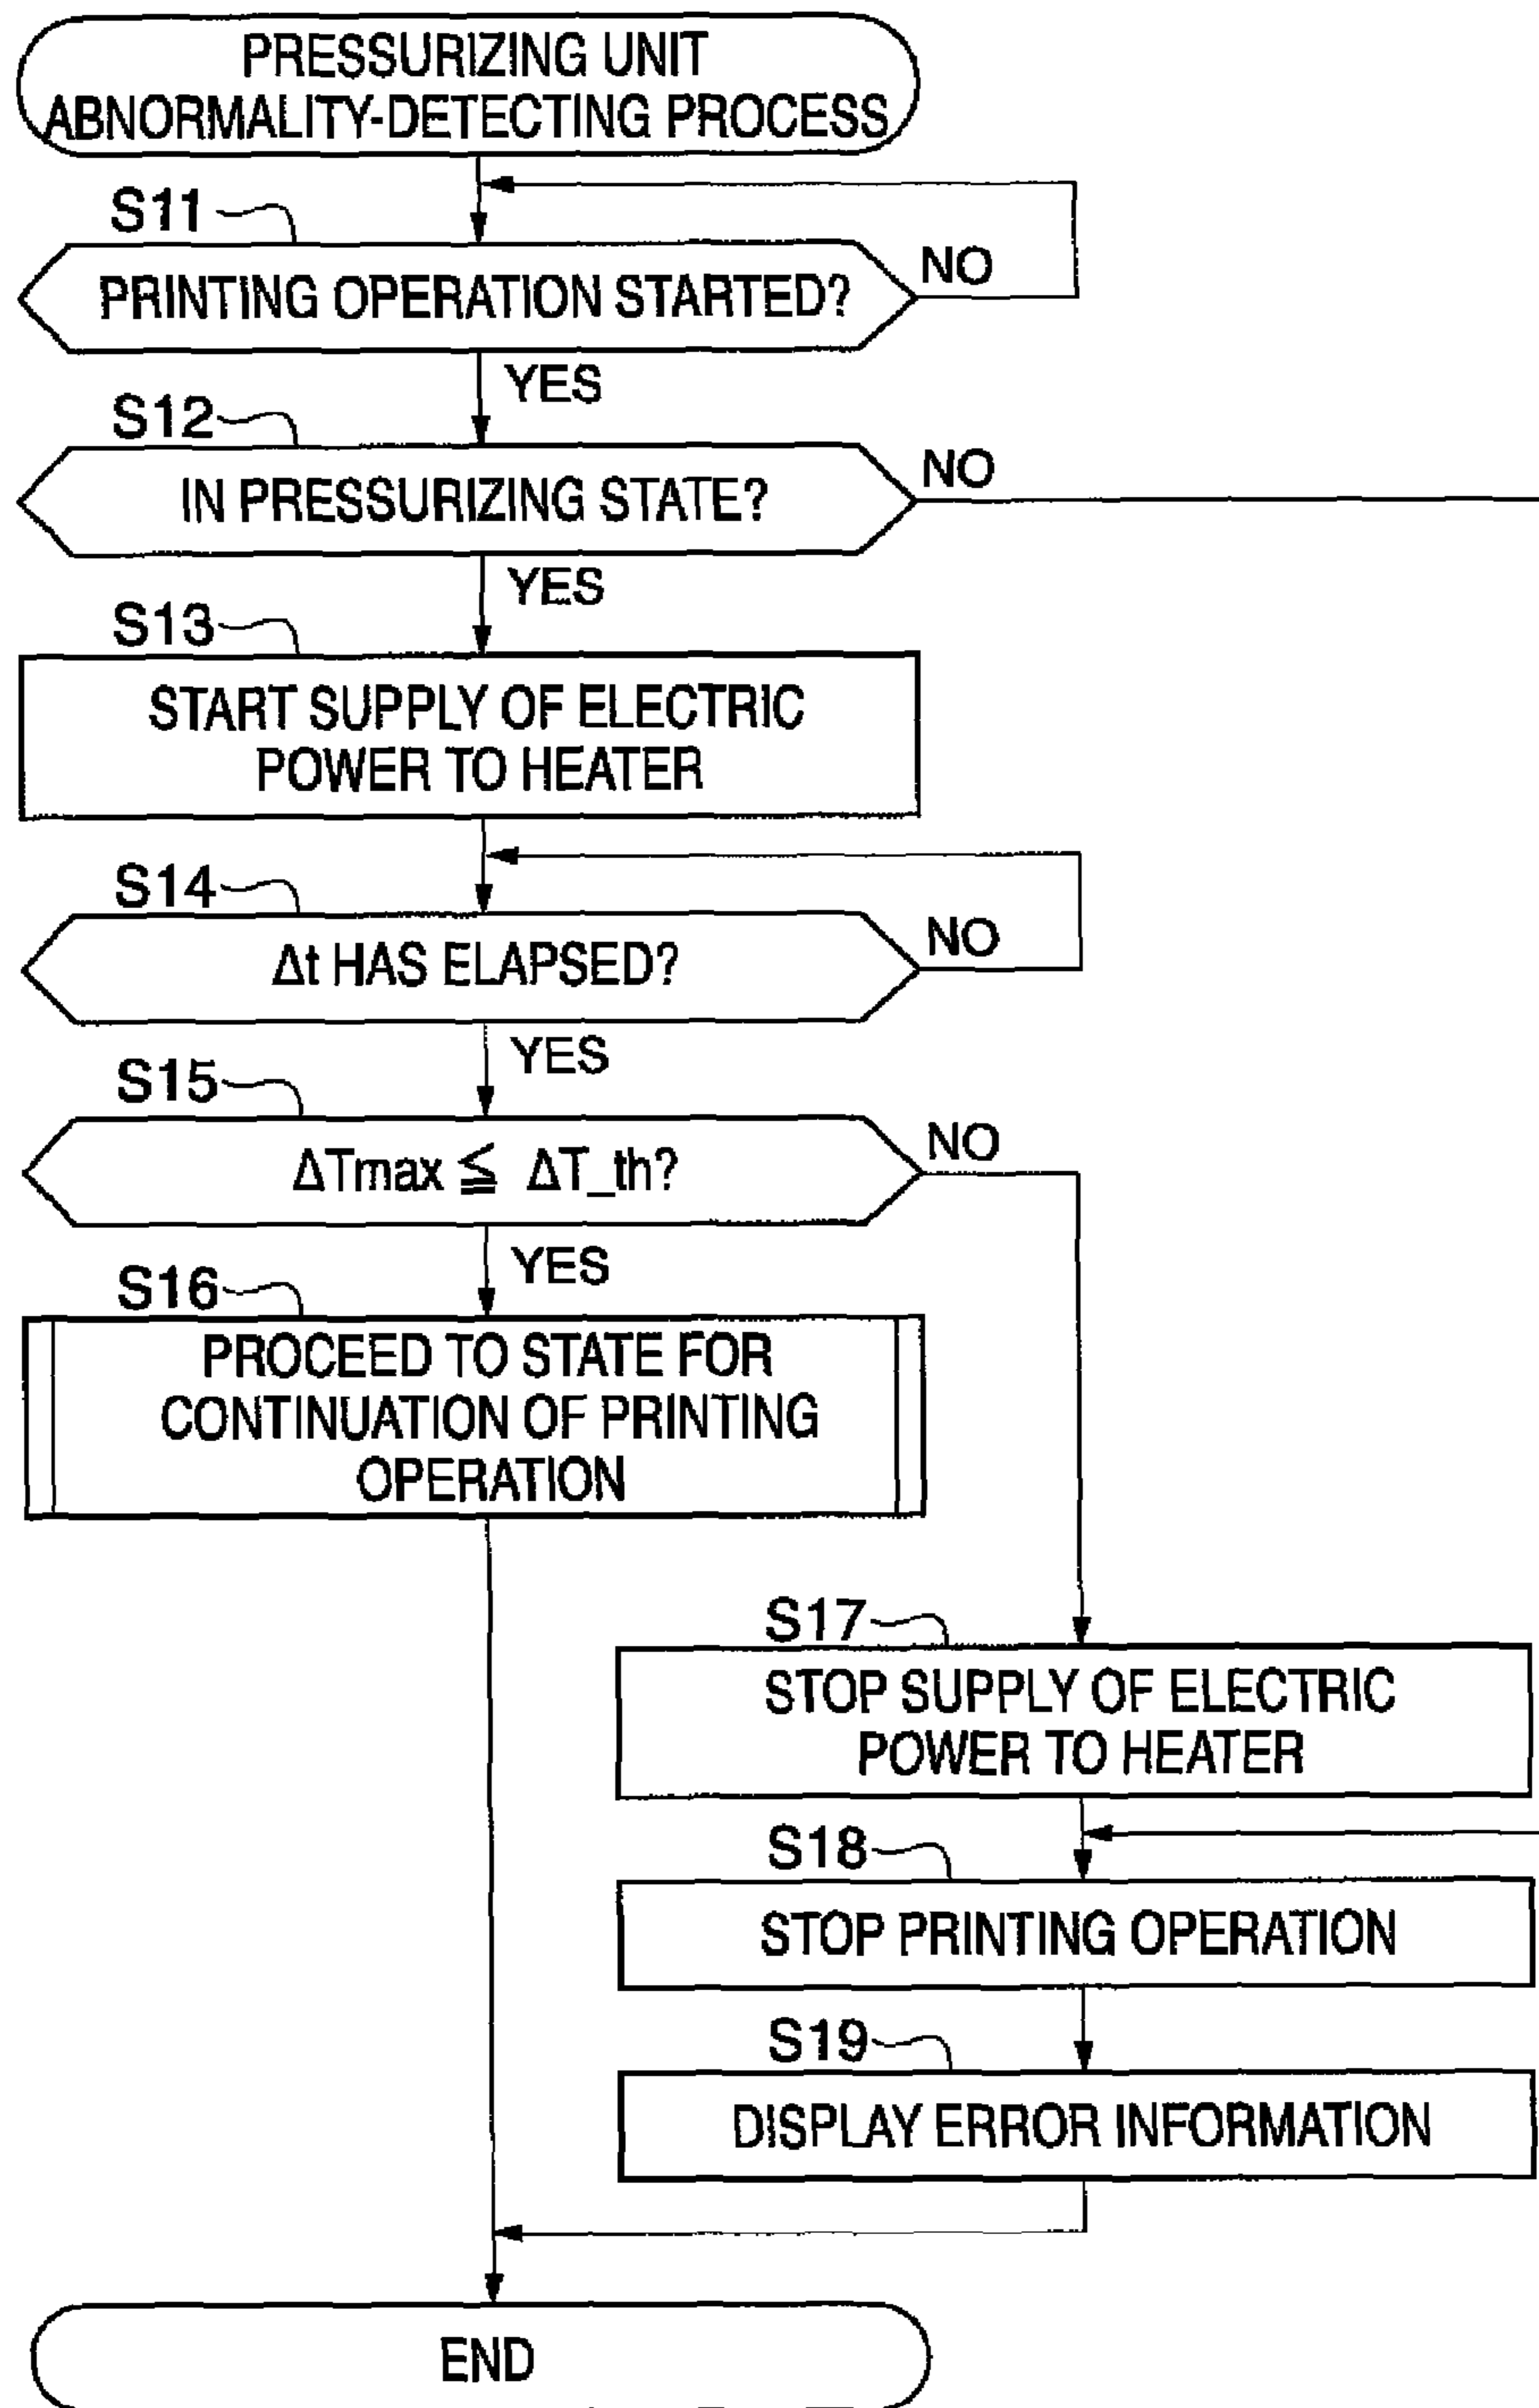 PRESSURIZING UNIT
ABNORMALITY-DETECTING PROCESS
S11
PRINTING OPERATION STARTED?
NO
YES
S12
IN PRESSURIZING STATE?
NO
YES
S13
START SUPPLY OF ELECTRIC
POWER TO HEATER
S14
Δt HAS ELAPSED?
NO
YES
S15
ΔTmax ≦ ΔT_th?
NO
YES
S16
PROCEED TO STATE FOR
CONTINUATION OF PRINTING
OPERATION
S17
STOP SUPPLY OF ELECTRIC
POWER TO HEATER
S18
STOP PRINTING OPERATION
S19
DISPLAY ERROR INFORMATION
END